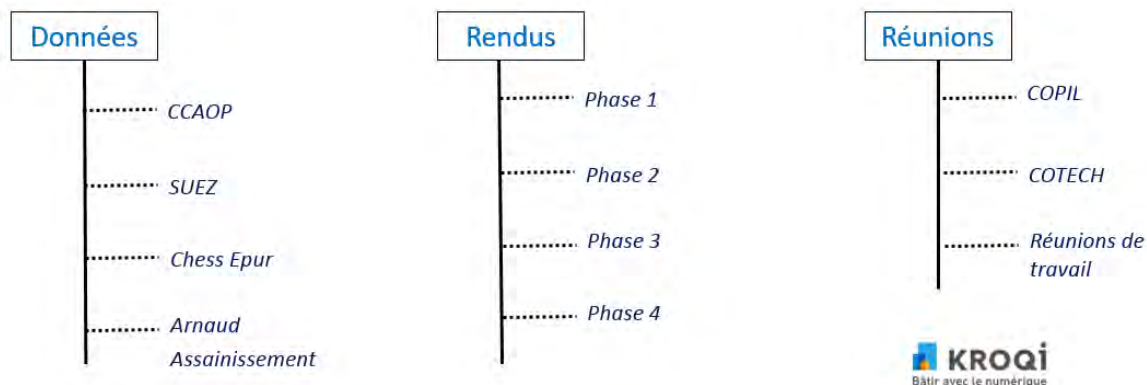 Données
CCAOP
SUEZ
Chess Epur
Arnaud
Assainissement
Rendus
Phase 1
Phase 2
Phase 3
Phase 4
Réunions
COPIL
COTECH
Réunions de
travail
KROQi
Bâtir avec le numérique